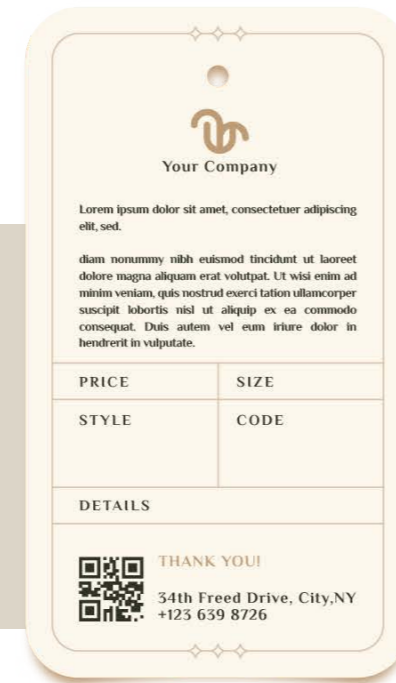 Your Company
Lorem ipsum dolor sit amet, consectetuer adipiscing
elit, sed.
diam nonummy nibh euismod tincidunt ut laoreet
dolore magna aliquam erat volutpat. Ut wisi enim ad
minim veniam, quis nostrud exerci tation ullamcorper
suscipit lobortis nisl ut aliquip ex ea commodo
consequat. Duis autem vel eum iriure dolor in
hendrerit in vulputate.
PRICE SIZE
STYLE CODE
DETAILS
THANK YOU!
34th Freed Drive, City,NY
+123 639 8726